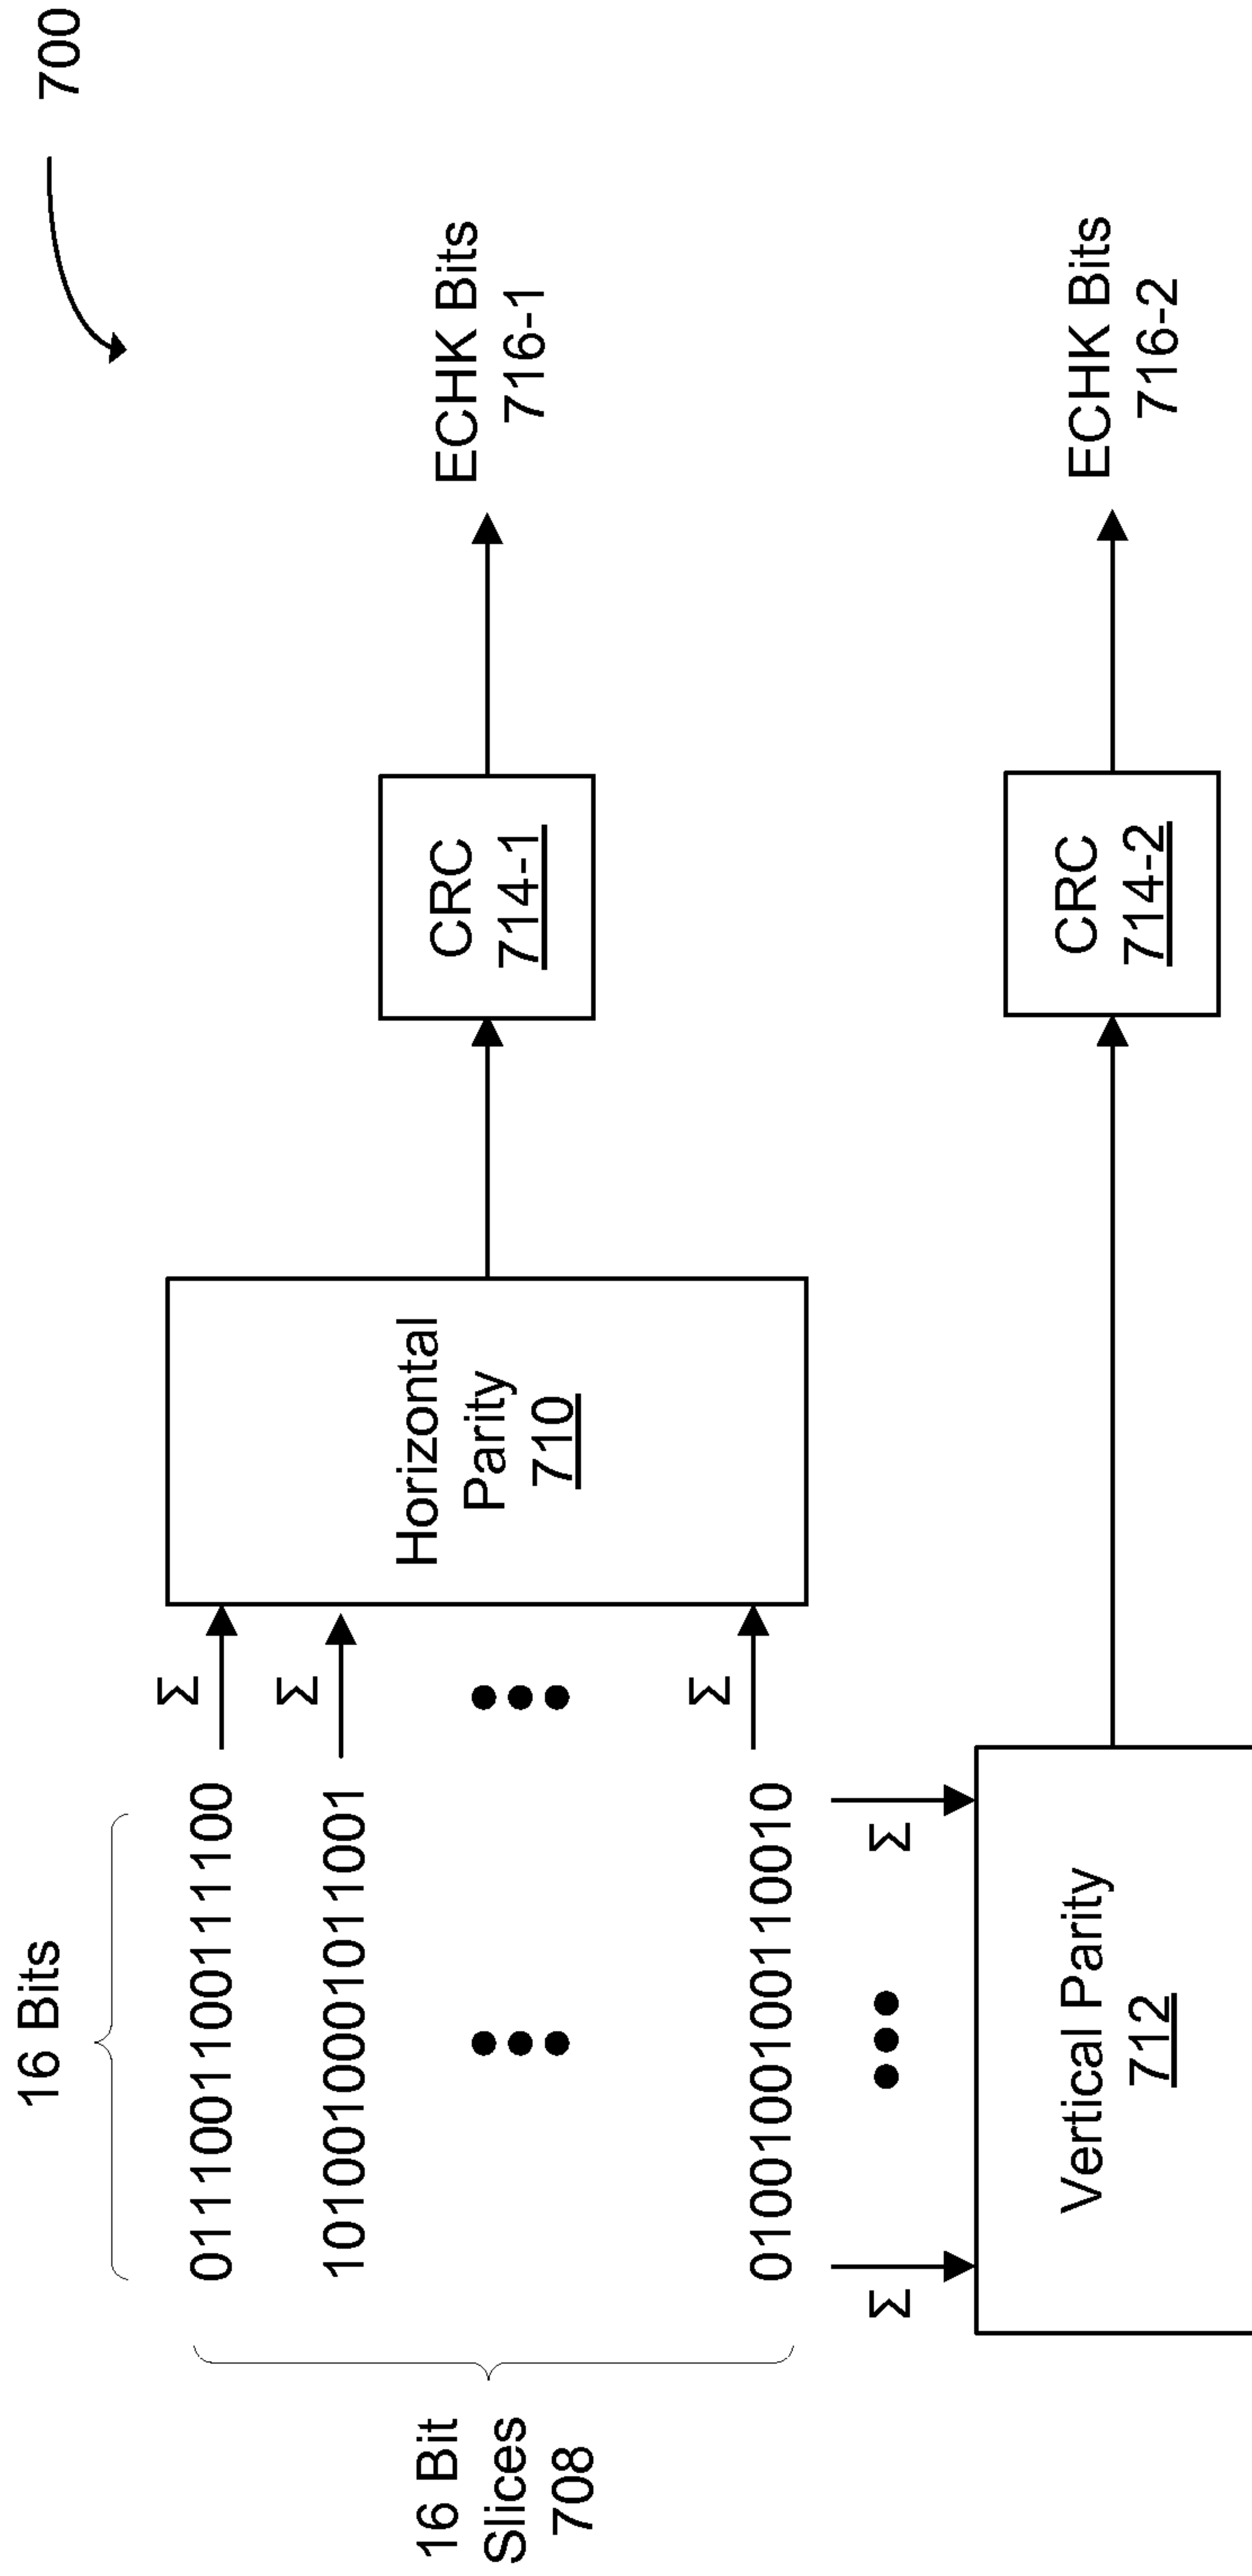 700
16 Bits
0111001100111100
Σ
1010010001011001
Σ
16 Bit
Slices
708
Horizontal
Parity
710
CRC
714-1
ECHK Bits
716-1
0100100100110010
Σ
Σ
Σ
Vertical Parity
712
CRC
714-2
ECHK Bits
716-2